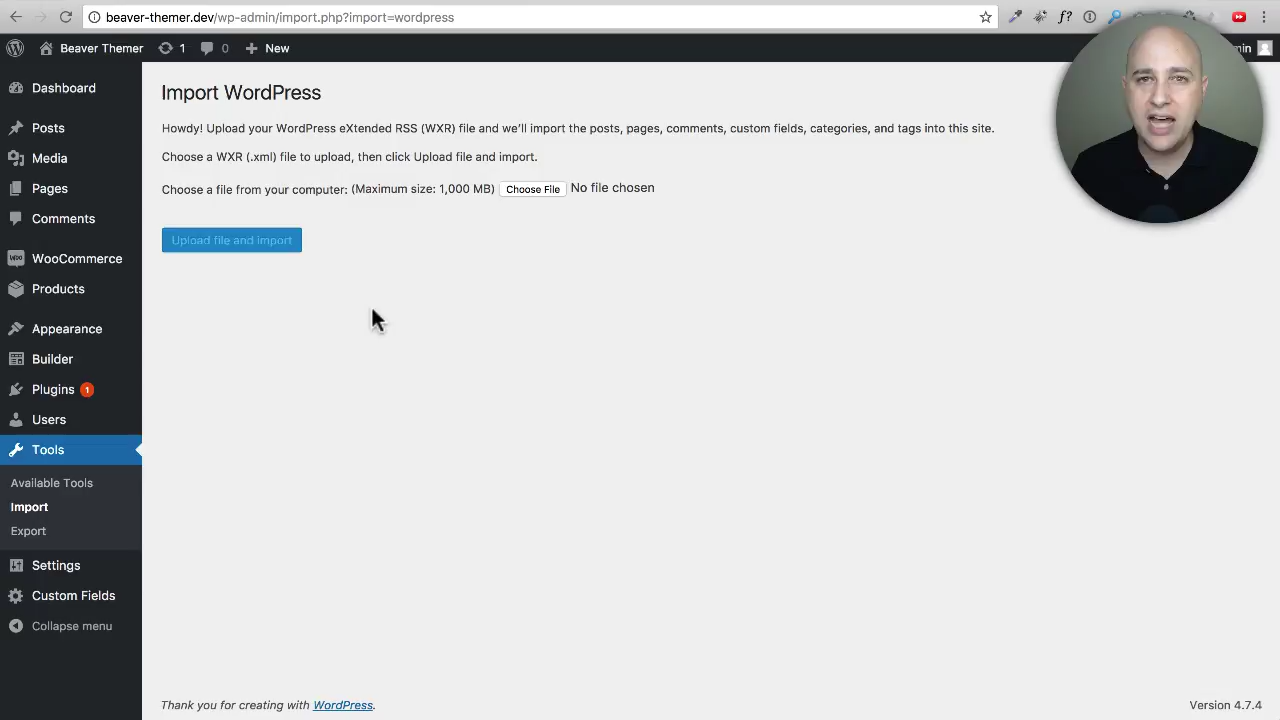 beaver-themer.dev/wp-admin/import.php?import=wordpress
Beaver Themer 1 0 New
Dashboard
Posts
Media
Pages
Comments
WooCommerce
Products
Appearance
Builder
Plugins 1
Users
Tools
Available Tools
Import
Export
Settings
Custom Fields
Collapse menu
Import WordPress
Howdy! Upload your WordPress eXtended RSS (WXR) file and we'll import the posts, pages, comments, custom fields, categories, and tags into this site.
Choose a WXR (.xml) file to upload, then click Upload file and import.
Choose a file from your computer: (Maximum size: 1,000 MB) Choose File No file chosen
Upload file and import
Thank you for creating with WordPress.
Version 4.7.4